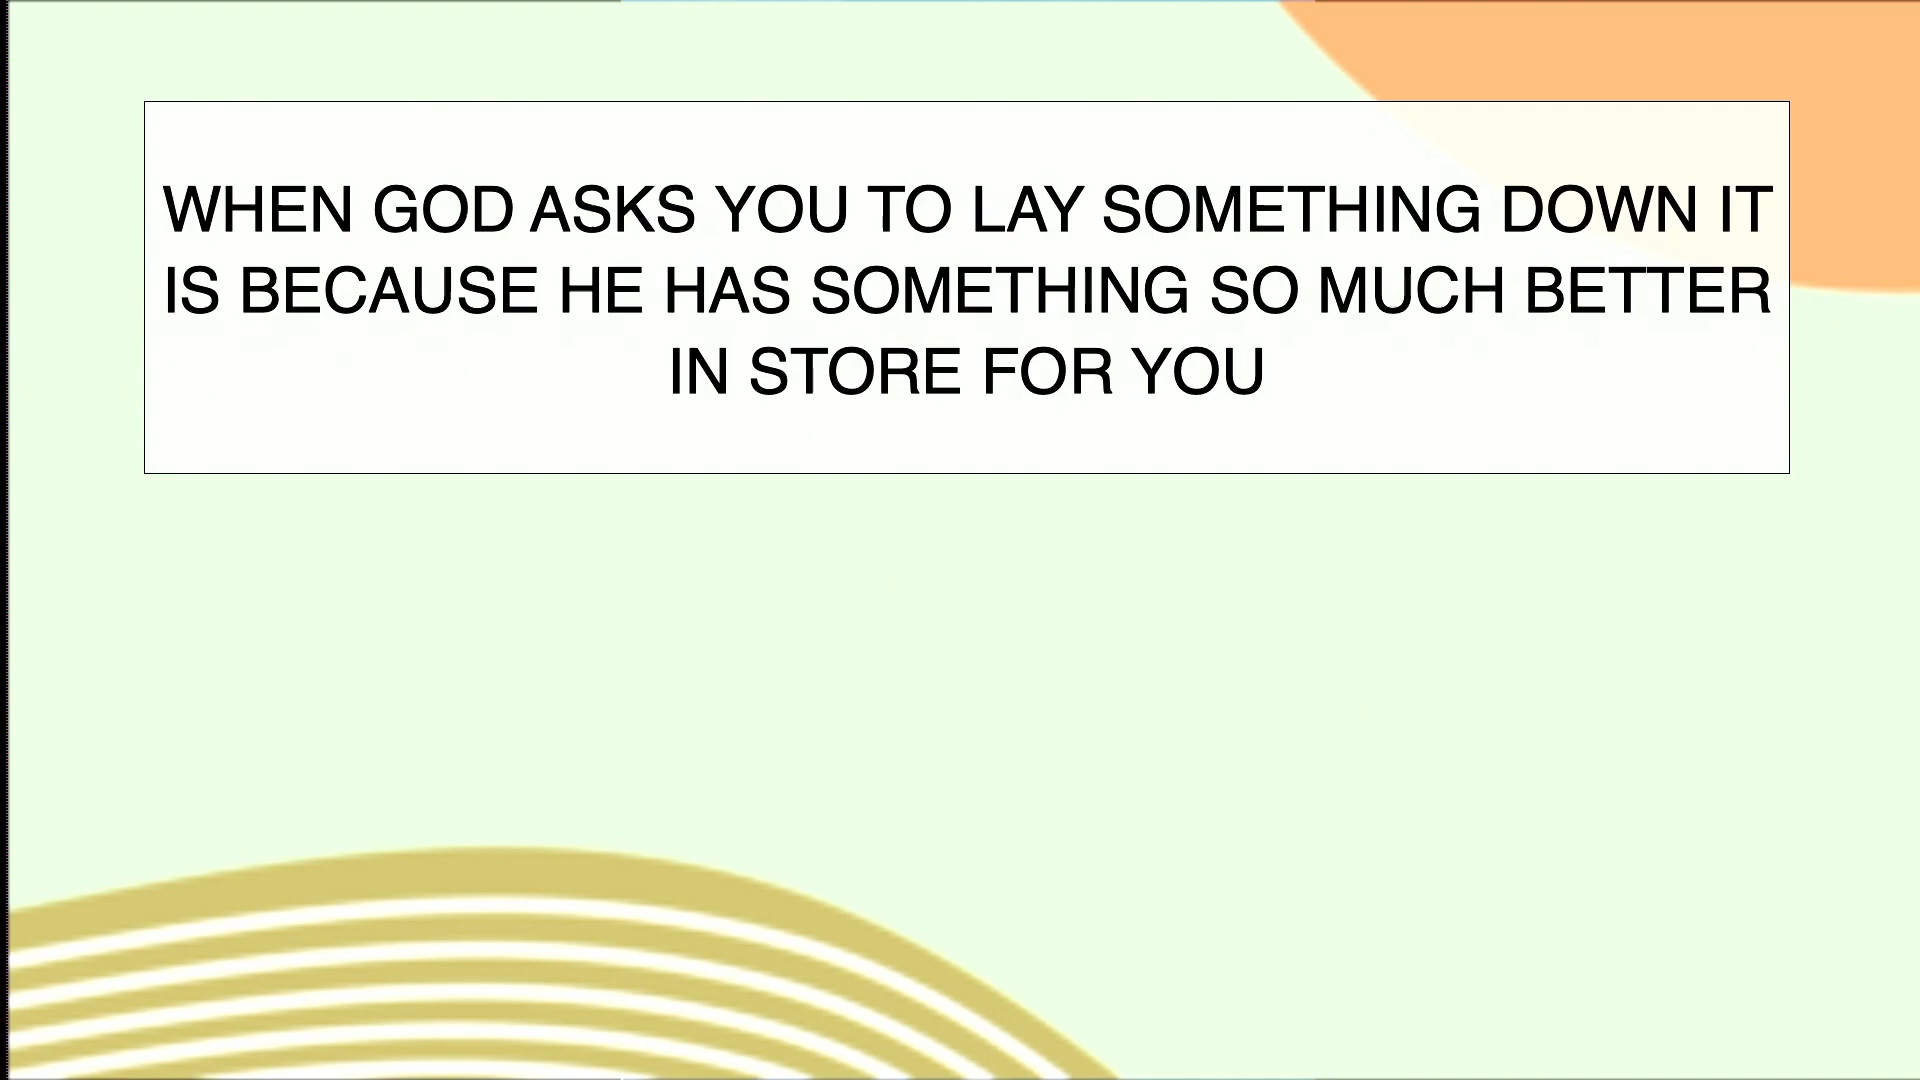 WHEN GOD ASKS YOU TO LAY SOMETHING DOWN IT
IS BECAUSE HE HAS SOMETHING SO MUCH BETTER
IN STORE FOR YOU